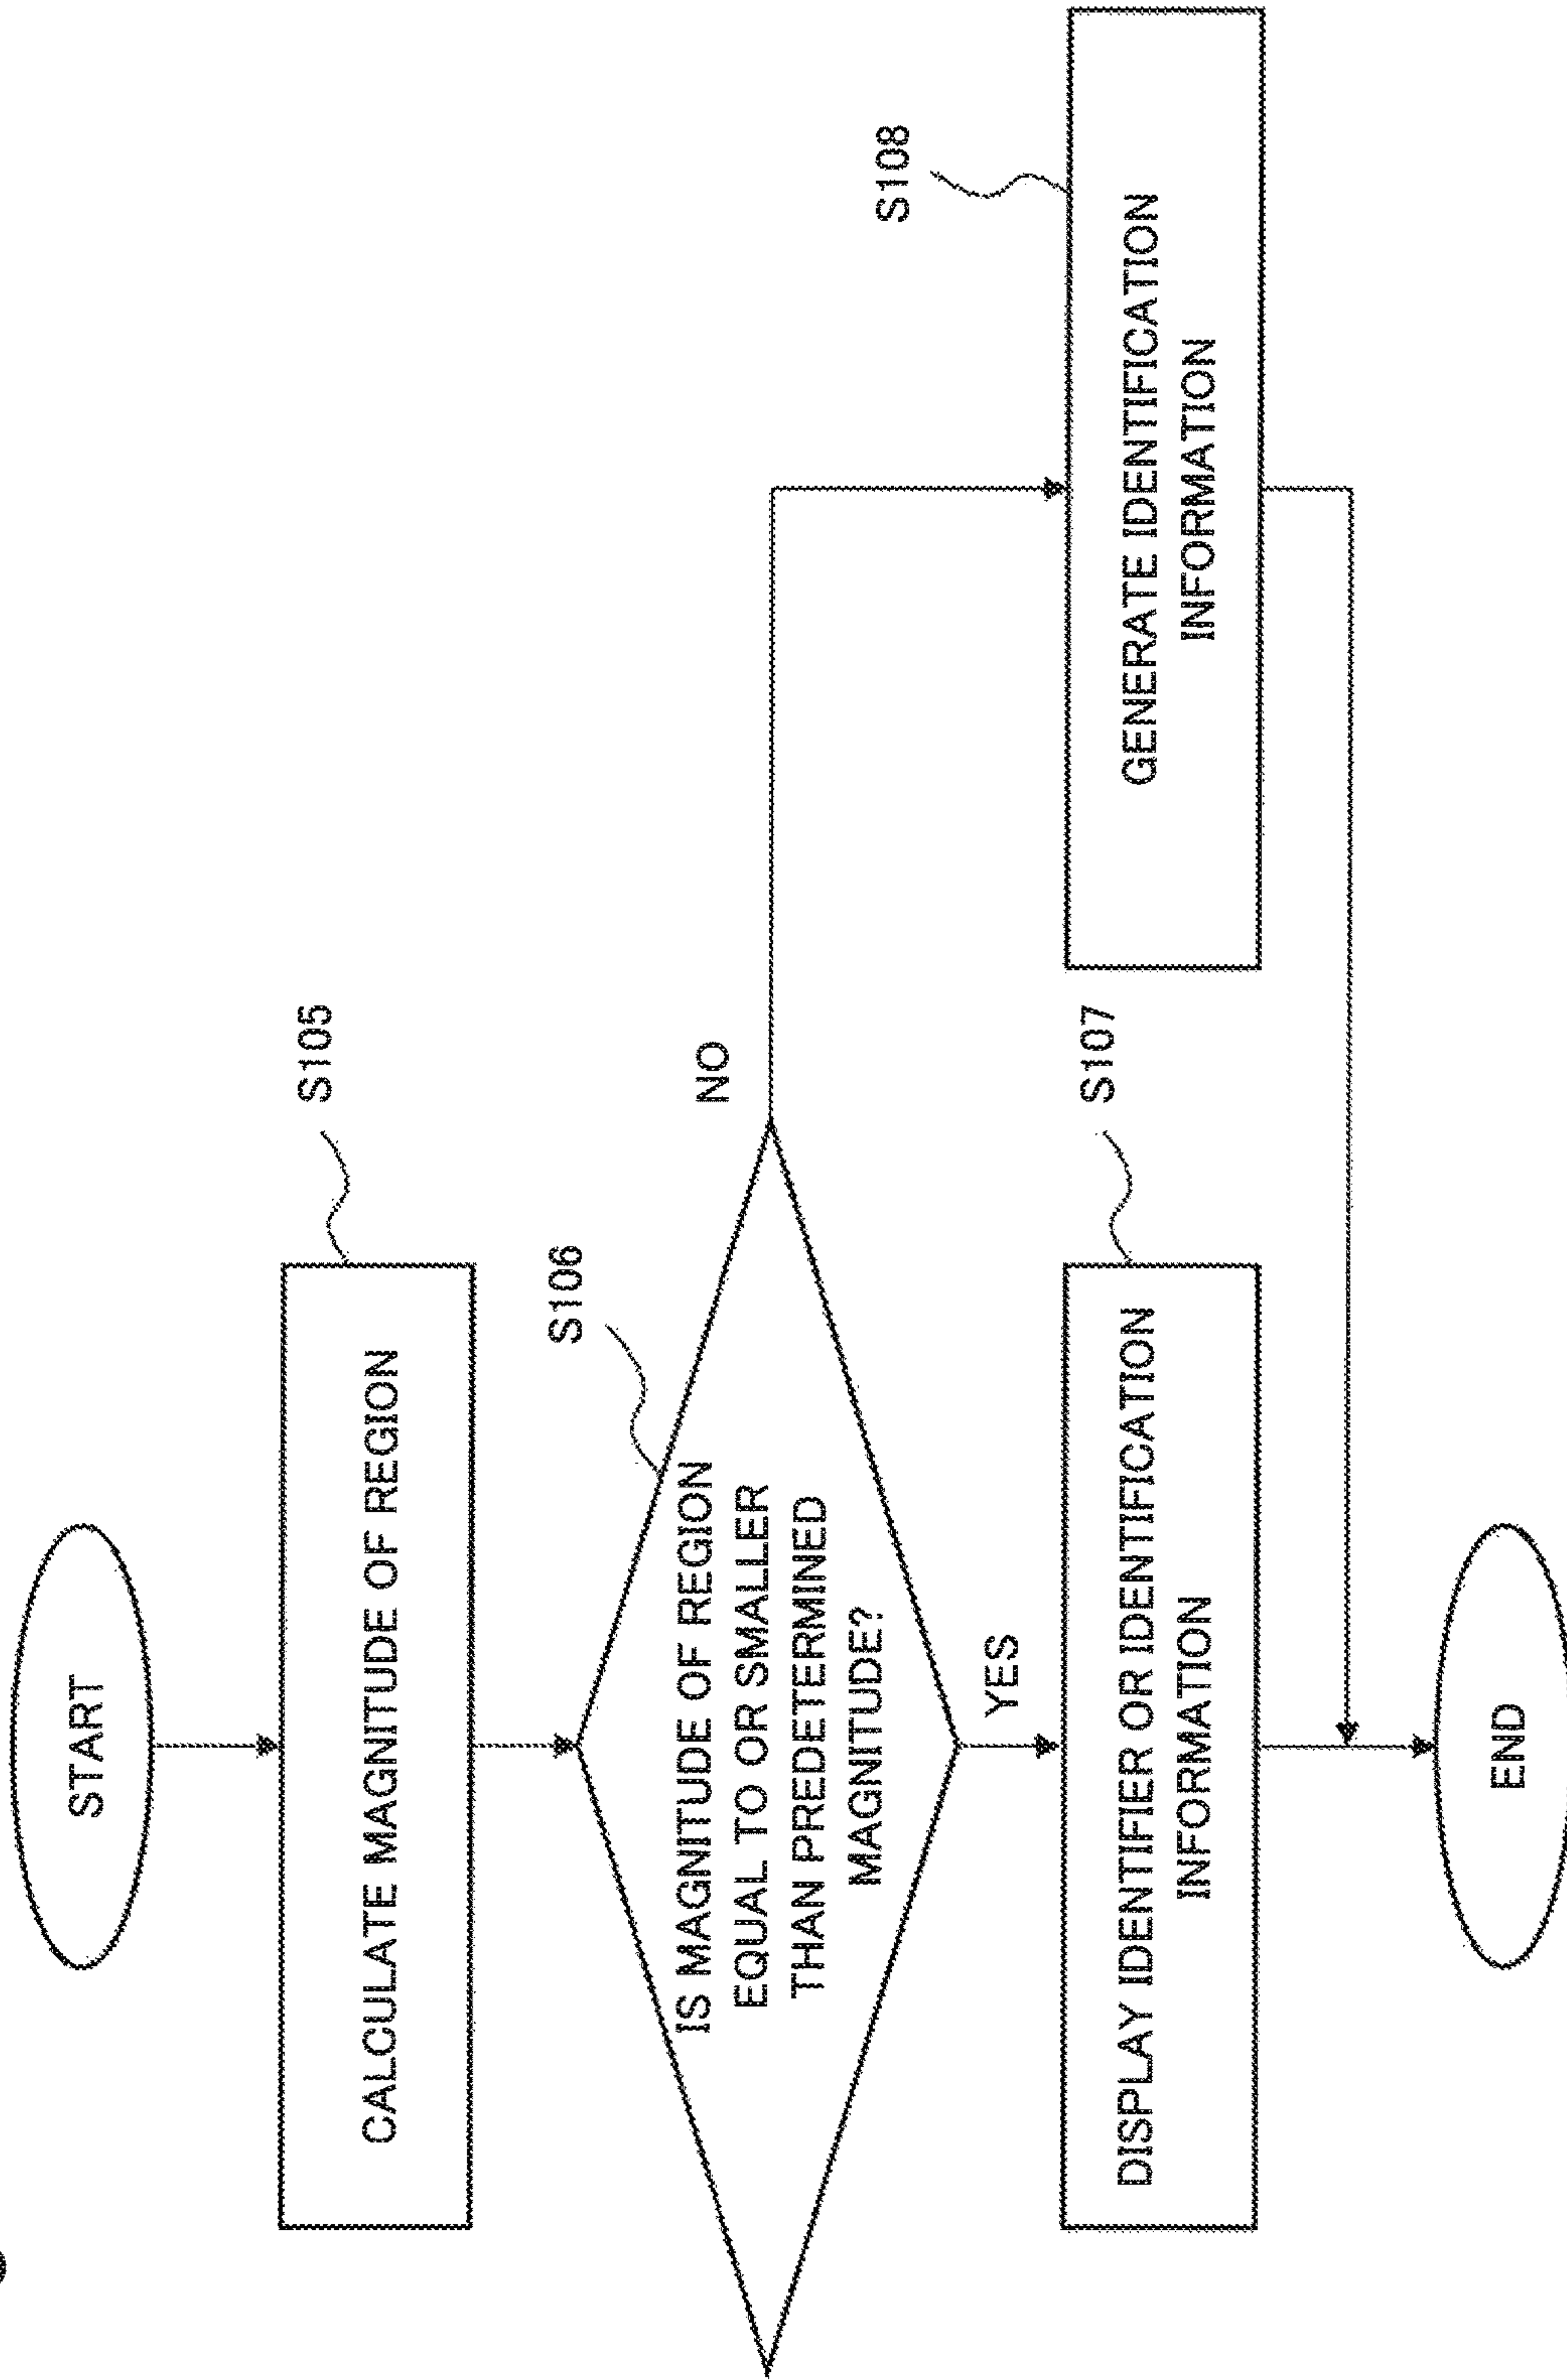 START
CALCULATE MAGNITUDE OF REGION
S105
IS MAGNITUDE OF REGION
EQUAL TO OR SMALLER
THAN PREDETERMINED
MAGNITUDE?
S106
NO
YES
DISPLAY IDENTIFIER OR IDENTIFICATION
INFORMATION
S107
GENERATE IDENTIFICATION
INFORMATION
S108
END